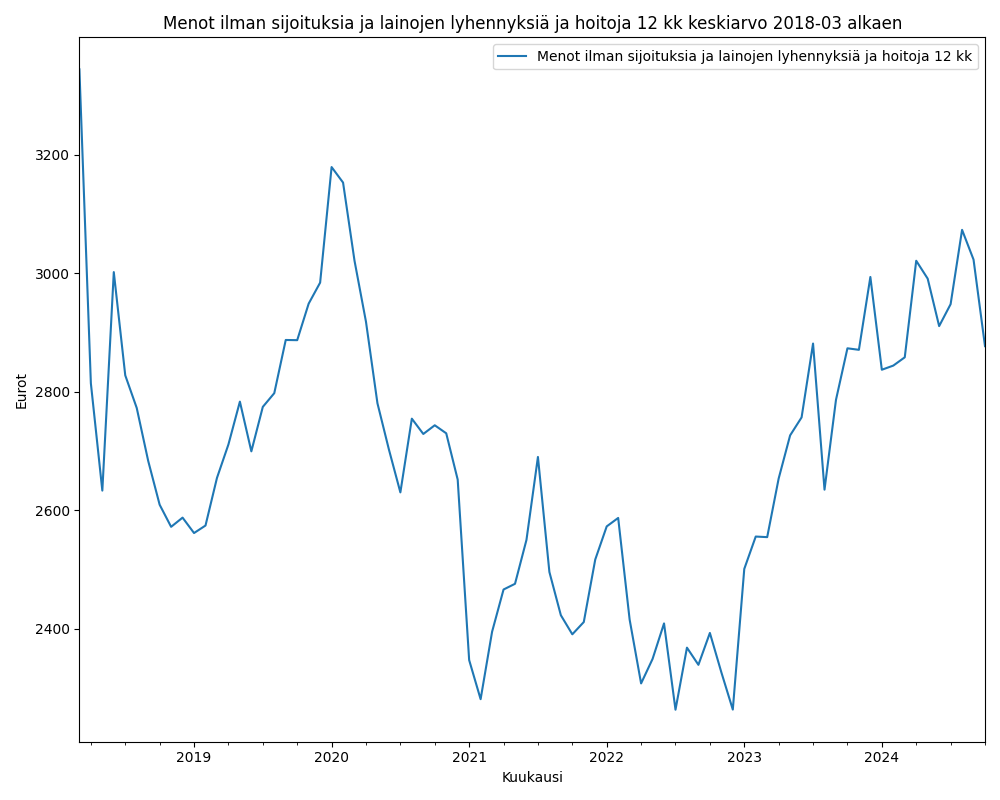 Menot ilman sijoituksia ja lainojen lyhennyksiä ja hoitoja 12 kk keskiarvo 2018-03 alkaen
Menot ilman sijoituksia ja lainojen lyhennyksiä ja hoitoja 12 kk
Eurot
3200
3000
2800
2600
2400
2019 2020 2021 2022 2023 2024
Kuukausi